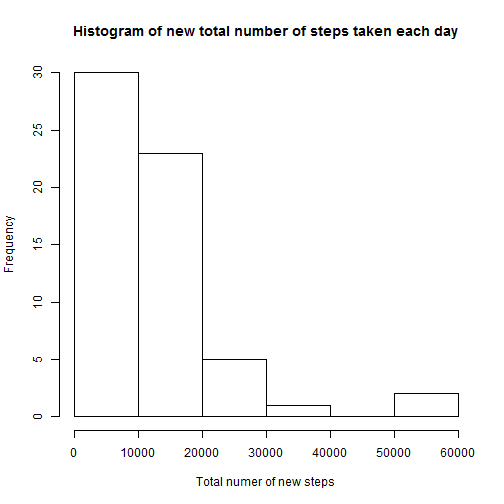 Histogram of new total number of steps taken each day
Frequency
30
25
20
15
10
5
0
0 10000 20000 30000 40000 50000 60000
Total numer of new steps